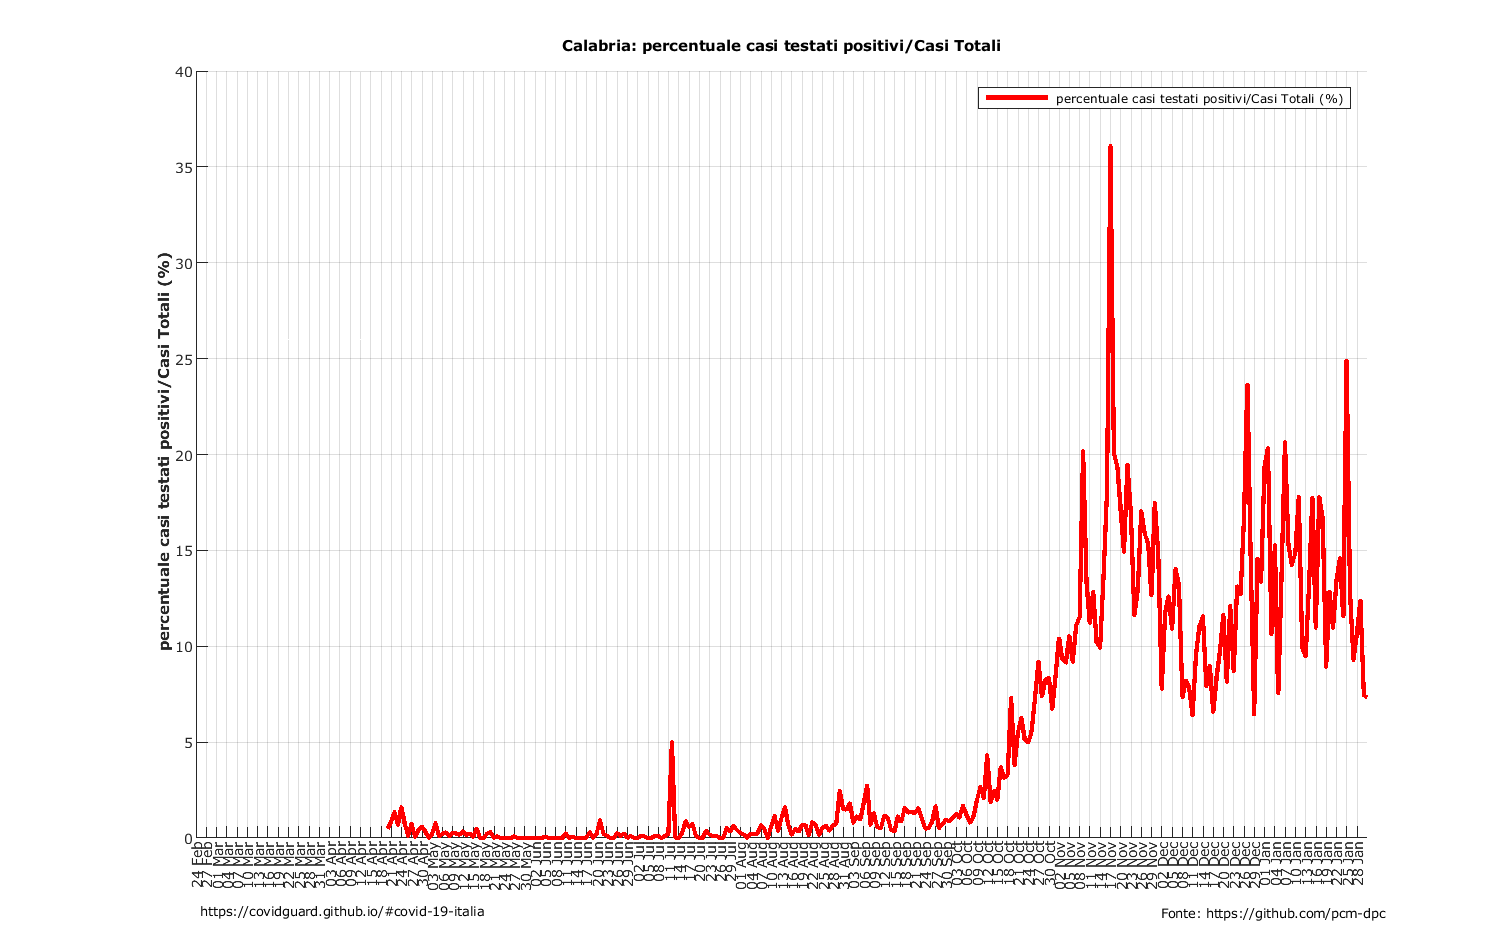 Calabria: percentuale casi testati positivi/Casi Totali
percentuale casi testati positivi/Casi Totali (%)
percentuale casi testati positivi/Casi Totali (%)
40
35
30
25
20
15
10
5
0
24 Feb
27 Feb
01 Mar
04 Mar
07 Mar
10 Mar
13 Mar
16 Mar
19 Mar
22 Mar
25 Mar
28 Mar
31 Mar
03 Apr
06 Apr
09 Apr
12 Apr
15 Apr
18 Apr
21 Apr
24 Apr
27 Apr
30 Apr
03 May
06 May
09 May
12 May
15 May
18 May
21 May
24 May
27 May
30 May
02 Jun
05 Jun
08 Jun
11 Jun
14 Jun
17 Jun
20 Jun
23 Jun
26 Jun
29 Jun
02 Jul
05 Jul
08 Jul
11 Jul
14 Jul
17 Jul
20 Jul
23 Jul
26 Jul
29 Jul
01 Aug
04 Aug
07 Aug
10 Aug
13 Aug
16 Aug
19 Aug
22 Aug
25 Aug
28 Aug
31 Aug
03 Sep
06 Sep
09 Sep
12 Sep
15 Sep
18 Sep
21 Sep
24 Sep
27 Sep
30 Sep
03 Oct
06 Oct
09 Oct
12 Oct
15 Oct
18 Oct
21 Oct
24 Oct
27 Oct
30 Oct
02 Nov
05 Nov
08 Nov
11 Nov
14 Nov
17 Nov
20 Nov
23 Nov
26 Nov
29 Nov
02 Dec
05 Dec
08 Dec
11 Dec
14 Dec
17 Dec
20 Dec
23 Dec
26 Dec
29 Dec
01 Jan
04 Jan
07 Jan
10 Jan
13 Jan
16 Jan
19 Jan
22 Jan
25 Jan
28 Jan
https://covidguard.github.io/#covid-19-italia
Fonte: https://github.com/pcm-dpc